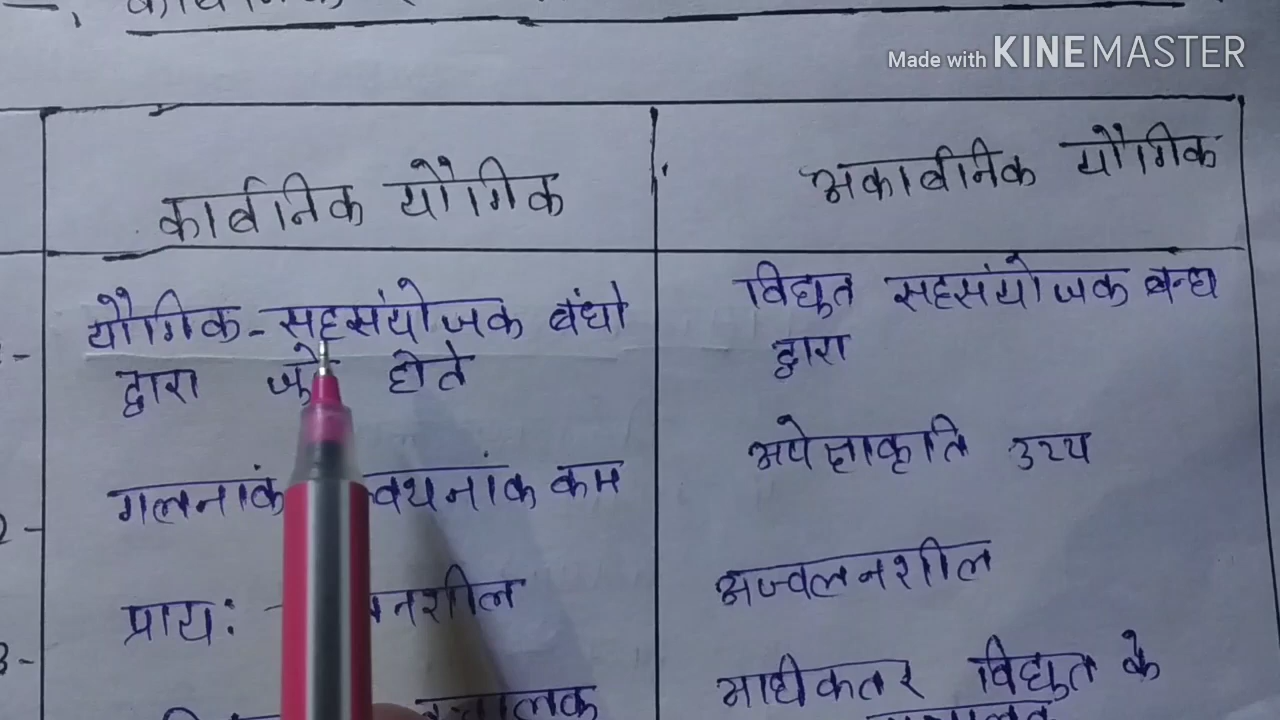 Made with KINEMASTER
कार्बनिक यौगिक
अकार्बनिक यौगिक
यौगिक - सहसंयोजक बंधो
द्वारा होते
विद्युत सहसंयोजक बन्ध
द्वारा
गलनांक क्वथनांक कम
अपेक्षाकृति उच्य
प्राय:
अज्वलनशील
अधीकतर विद्युत के